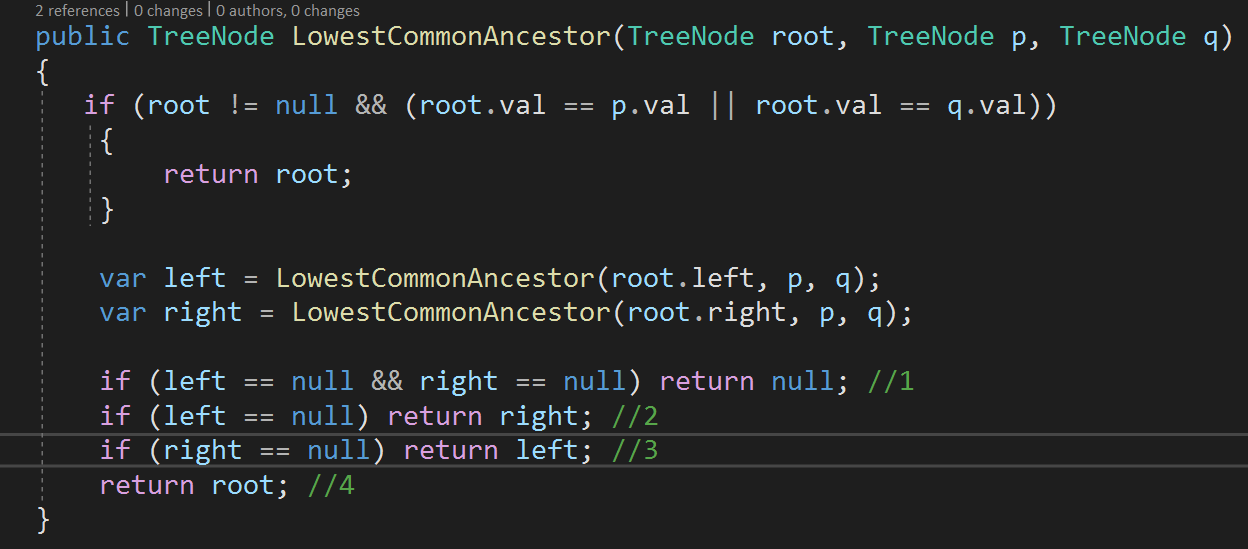 2 references | 0 changes | 0 authors, 0 changes
public TreeNode LowestCommonAncestor(TreeNode root, TreeNode p, TreeNode q)
{
if (root != null && (root.val == p.val || root.val == q.val))
{
return root;
}
var left = LowestCommonAncestor(root.left, p, q);
var right = LowestCommonAncestor(root.right, p, q);
if (left == null && right == null) return null; //1
if (left == null) return right; //2
if (right == null) return left; //3
return root; //4
}